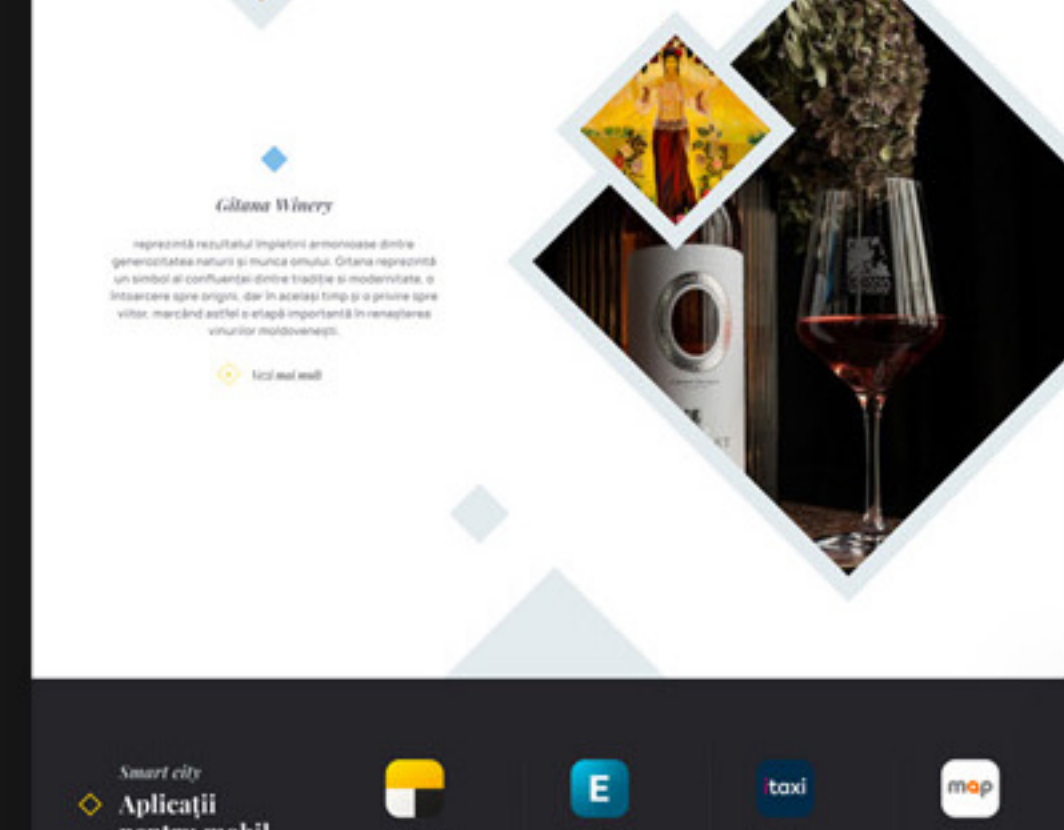 Gitana Winery
reprezintă rezultatul împletirii armonioase dintre
generozitatea naturii și munca omului. Gitana reprezintă
un simbol al confluenței dintre tradiție și modernitate, o
întoarcere spre origini, dar în același timp și o privire spre
viitor, marcând astfel o etapă importantă în renașterea
vinurilor moldovenești.
Vezi mai mult
Smart city
Aplicații
pentru mobil
E
itaxi
map